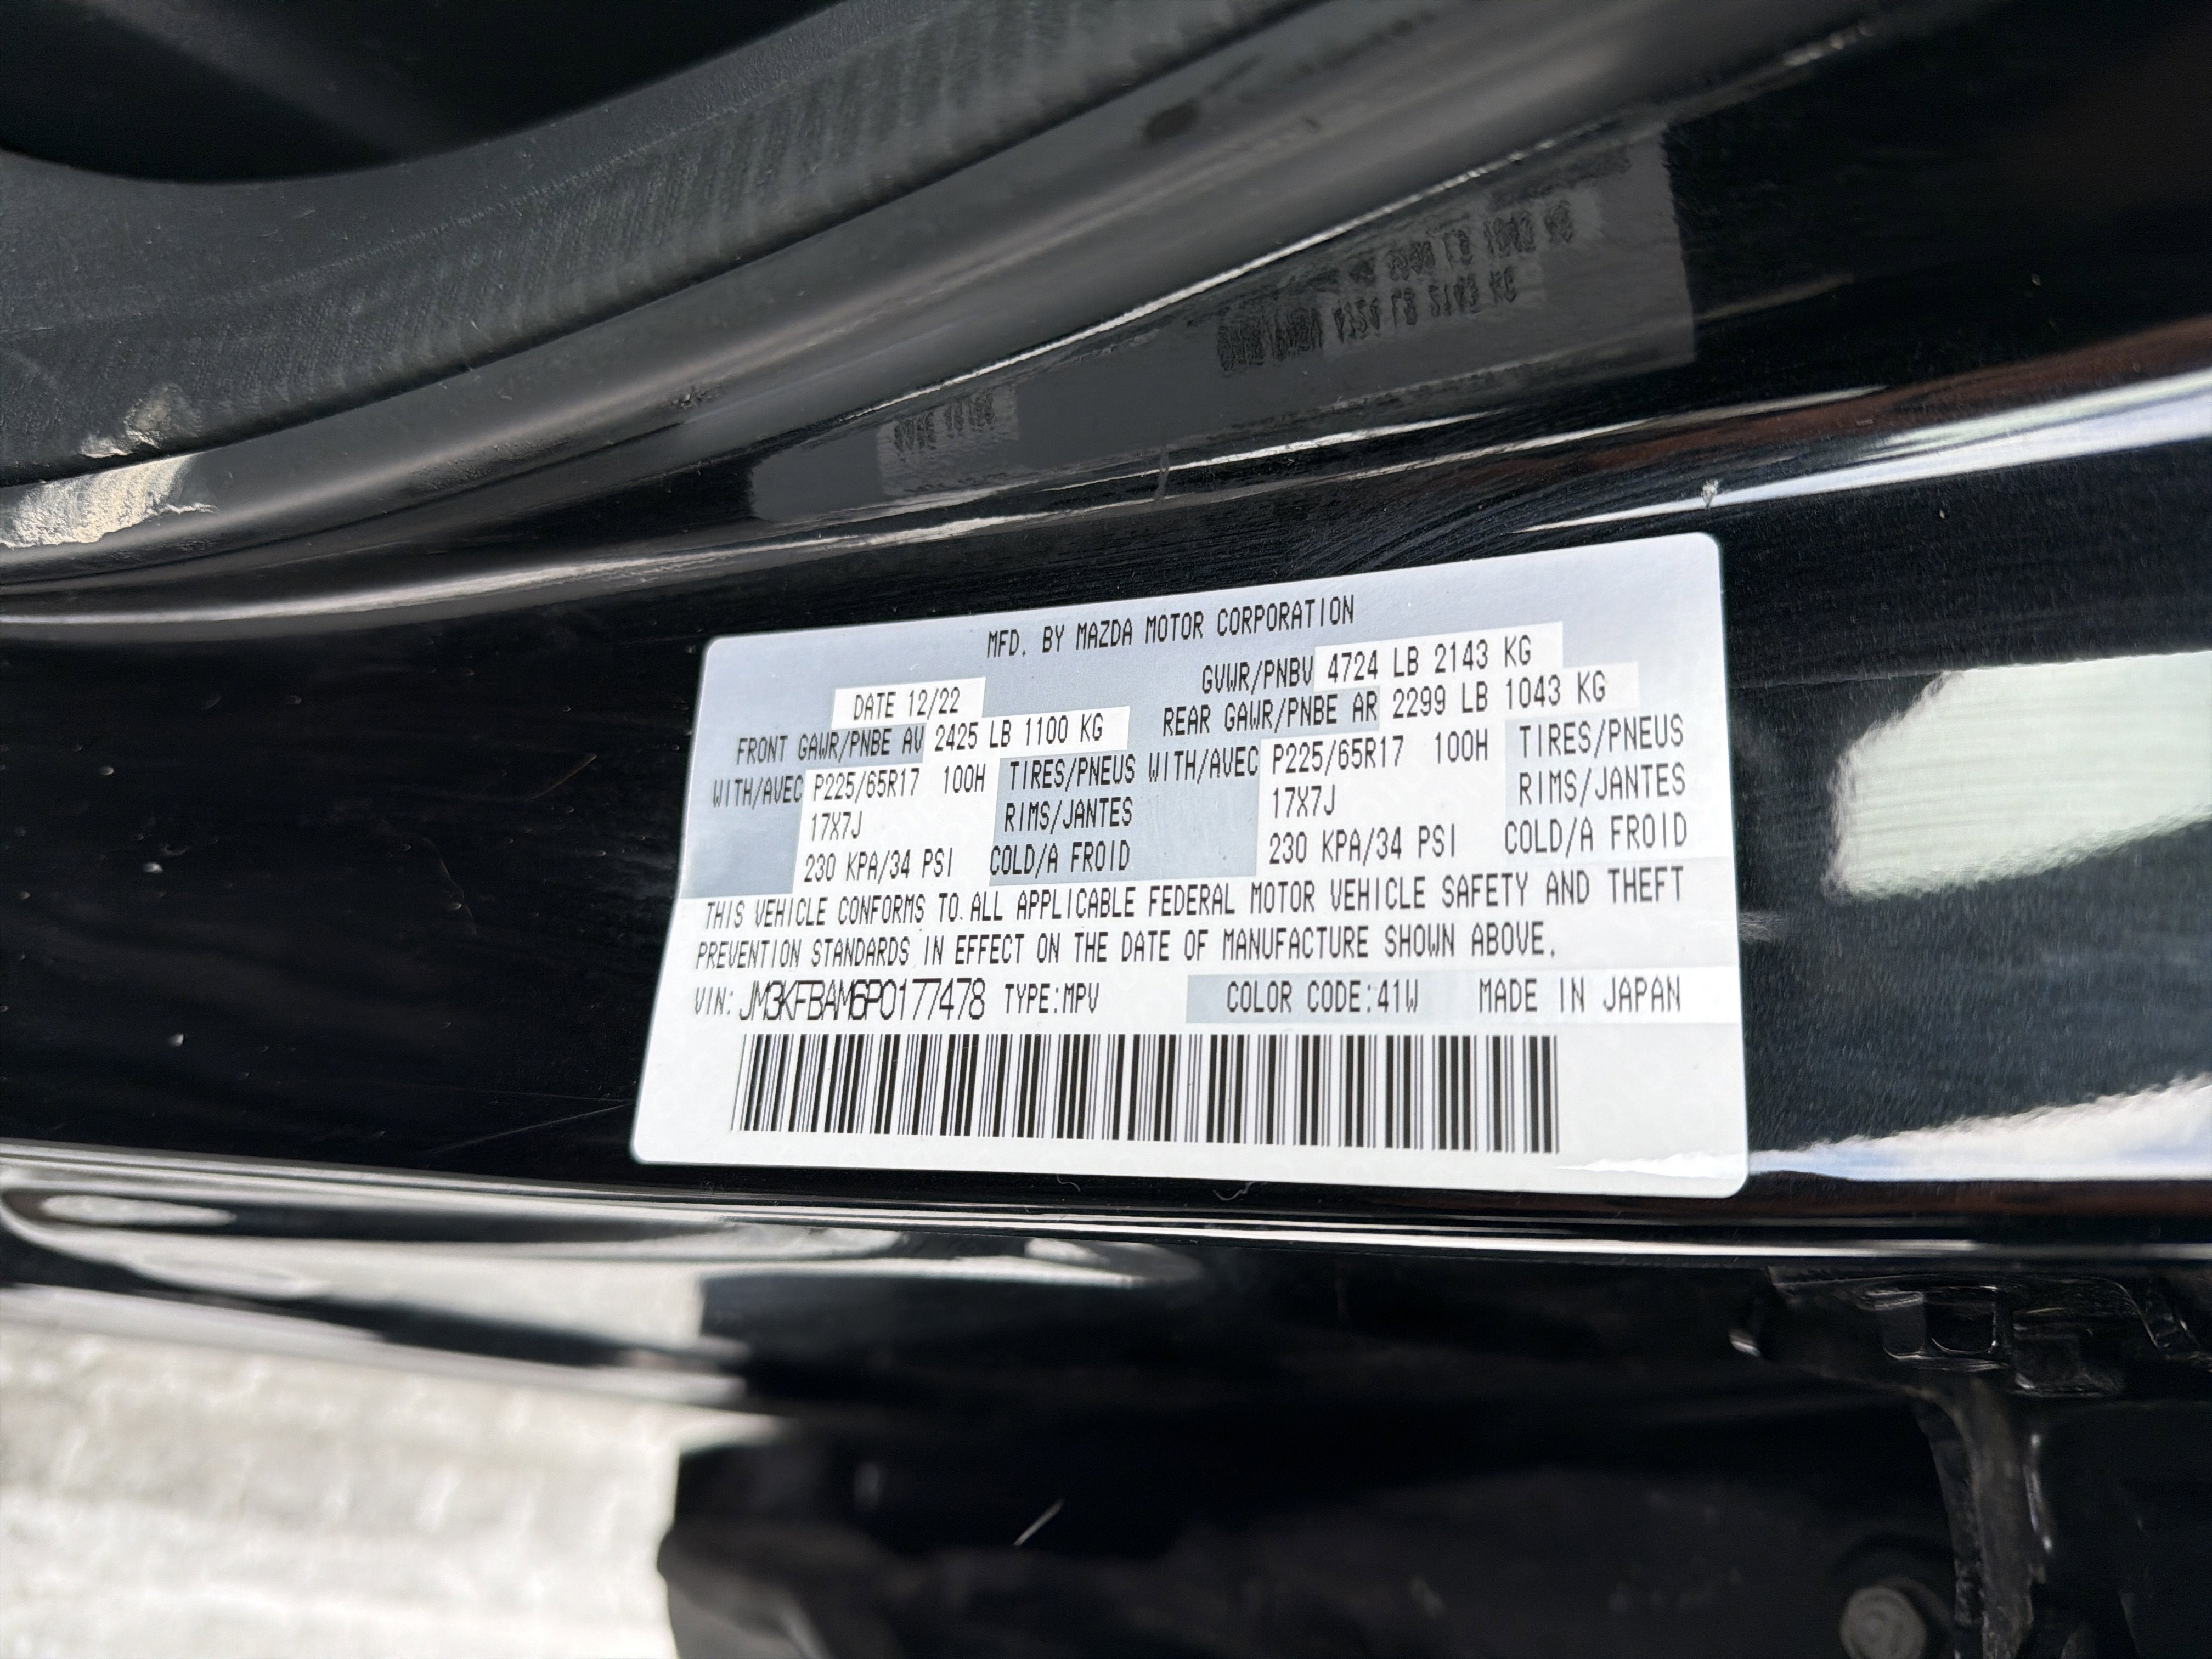 MFD. BY MAZDA MOTOR CORPORATION
DATE 12/22 GVWR/PNBV 4724 LB 2143 KG
FRONT GAWR/PNBE AV 2425 LB 1100 KG REAR GAWR/PNBE AR 2299 LB 1043 KG
WITH/AVEC P225/65R17 100H TIRES/PNEUS WITH/AVEC P225/65R17 100H TIRES/PNEUS
17X7J RIMS/JANTES 17X7J RIMS/JANTES
230 KPA/34 PSI COLD/A FROID 230 KPA/34 PSI COLD/A FROID
THIS VEHICLE CONFORMS TO ALL APPLICABLE FEDERAL MOTOR VEHICLE SAFETY AND THEFT
PREVENTION STANDARDS IN EFFECT ON THE DATE OF MANUFACTURE SHOWN ABOVE.
VIN: JM3KFBAM6P0177478 TYPE:MPV COLOR CODE:41W MADE IN JAPAN